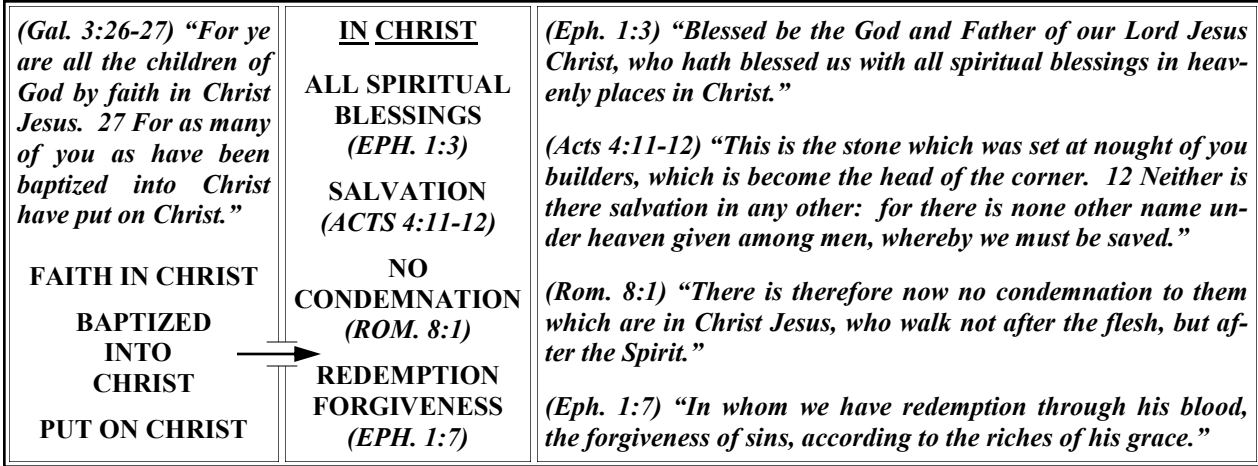 (Gal. 3:26-27) “For ye
are all the children of
God by faith in Christ
Jesus.  27 For as many
of you as have been
baptized into Christ
have put on Christ.”
FAITH IN CHRIST
BAPTIZED
INTO
CHRIST
PUT ON CHRIST
IN CHRIST
ALL SPIRITUAL
BLESSINGS
(EPH. 1:3)
SALVATION
(ACTS 4:11-12)
NO
CONDEMNATION
(ROM. 8:1)
REDEMPTION
FORGIVENESS
(EPH. 1:7)
(Eph. 1:3) “Blessed be the God and Father of our Lord Jesus
Christ, who hath blessed us with all spiritual blessings in heav-
enly places in Christ.”
(Acts 4:11-12) “This is the stone which was set at nought of you
builders, which is become the head of the corner.  12 Neither is
there salvation in any other:  for there is none other name un-
der heaven given among men, whereby we must be saved.”
(Rom. 8:1) “There is therefore now no condemnation to them
which are in Christ Jesus, who walk not after the flesh, but af-
ter the Spirit.”
(Eph. 1:7) “In whom we have redemption through his blood,
the forgiveness of sins, according to the riches of his grace.”